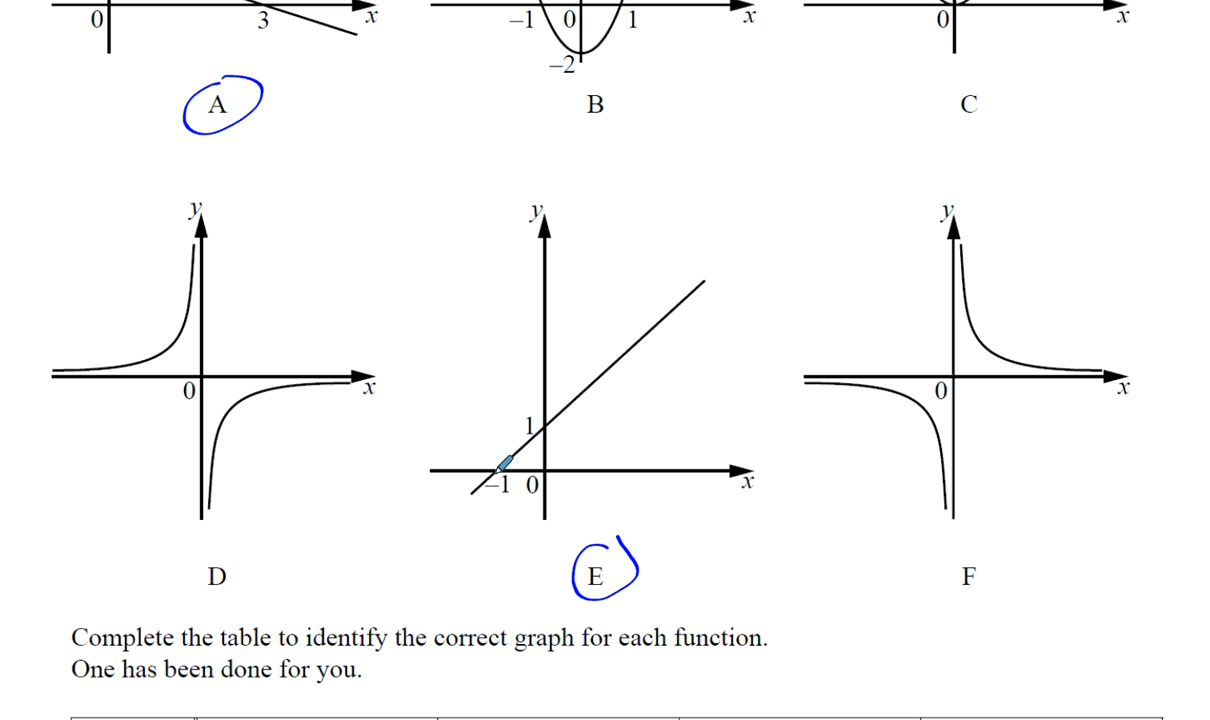 0 3 x −1 0 1 x 0 x
−2
A B C
y y y
1
0 x 0 x
−1 0 x
D E F
Complete the table to identify the correct graph for each function.
One has been done for you.